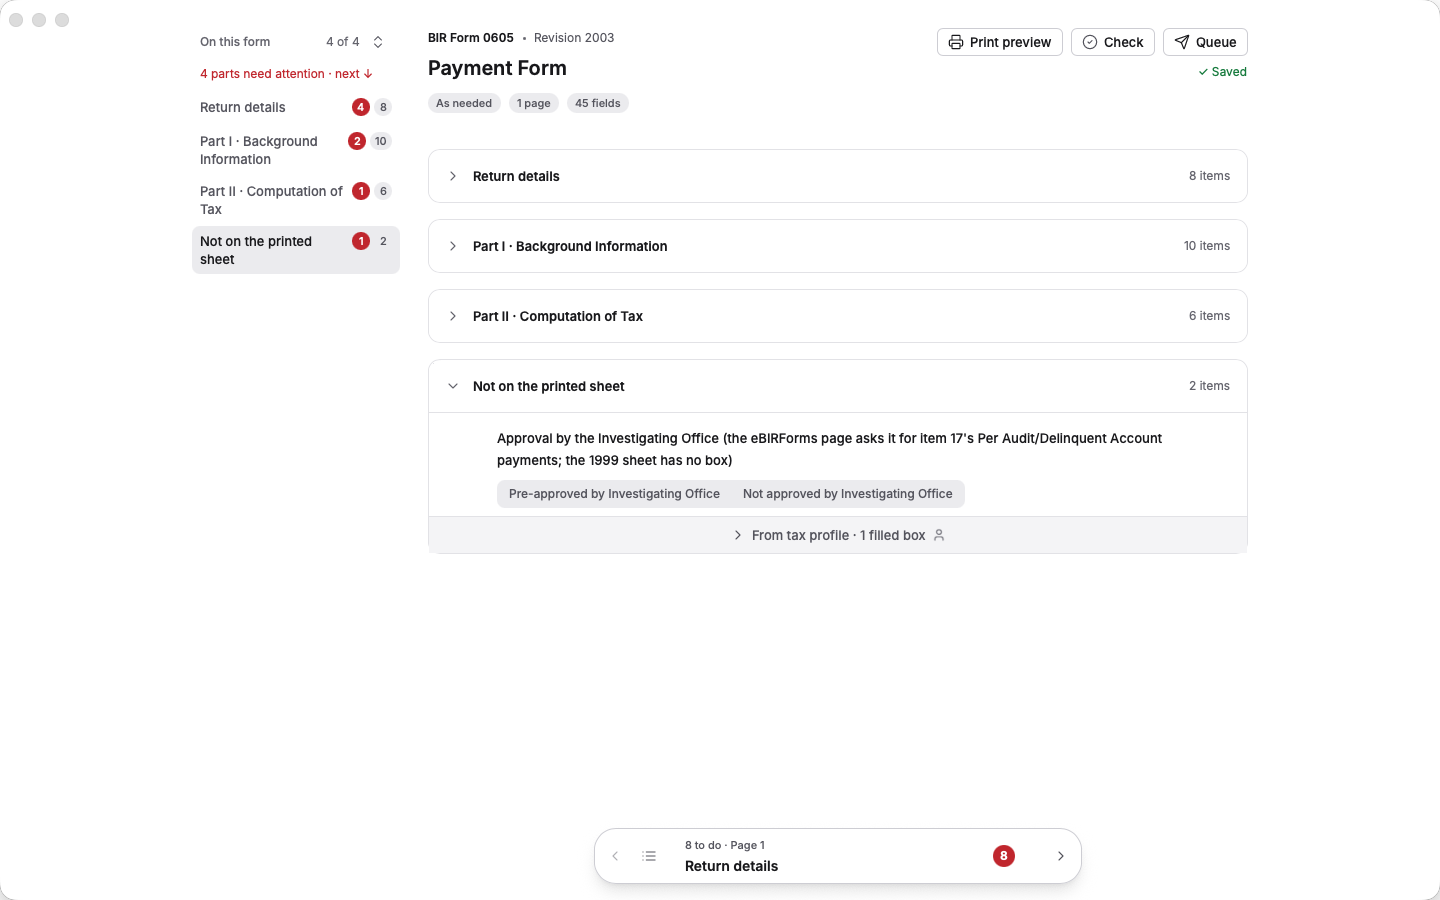 On this form
4 of 4
4 parts need attention · next ↓
Return details
4
8
Part I · Background
Information
2
10
Part II · Computation of
Tax
1
6
Not on the printed
sheet
1
2
BIR Form 0605 • Revision 2003
Payment Form
As needed
1 page
45 fields
Print preview
Check
Queue
✓ Saved
Return details
8 items
Part I · Background Information
10 items
Part II · Computation of Tax
6 items
Not on the printed sheet
2 items
Approval by the Investigating Office (the eBIRForms page asks it for item 17's Per Audit/Delinquent Account
payments; the 1999 sheet has no box)
Pre-approved by Investigating Office
Not approved by Investigating Office
From tax profile · 1 filled box
8 to do · Page 1
Return details
8